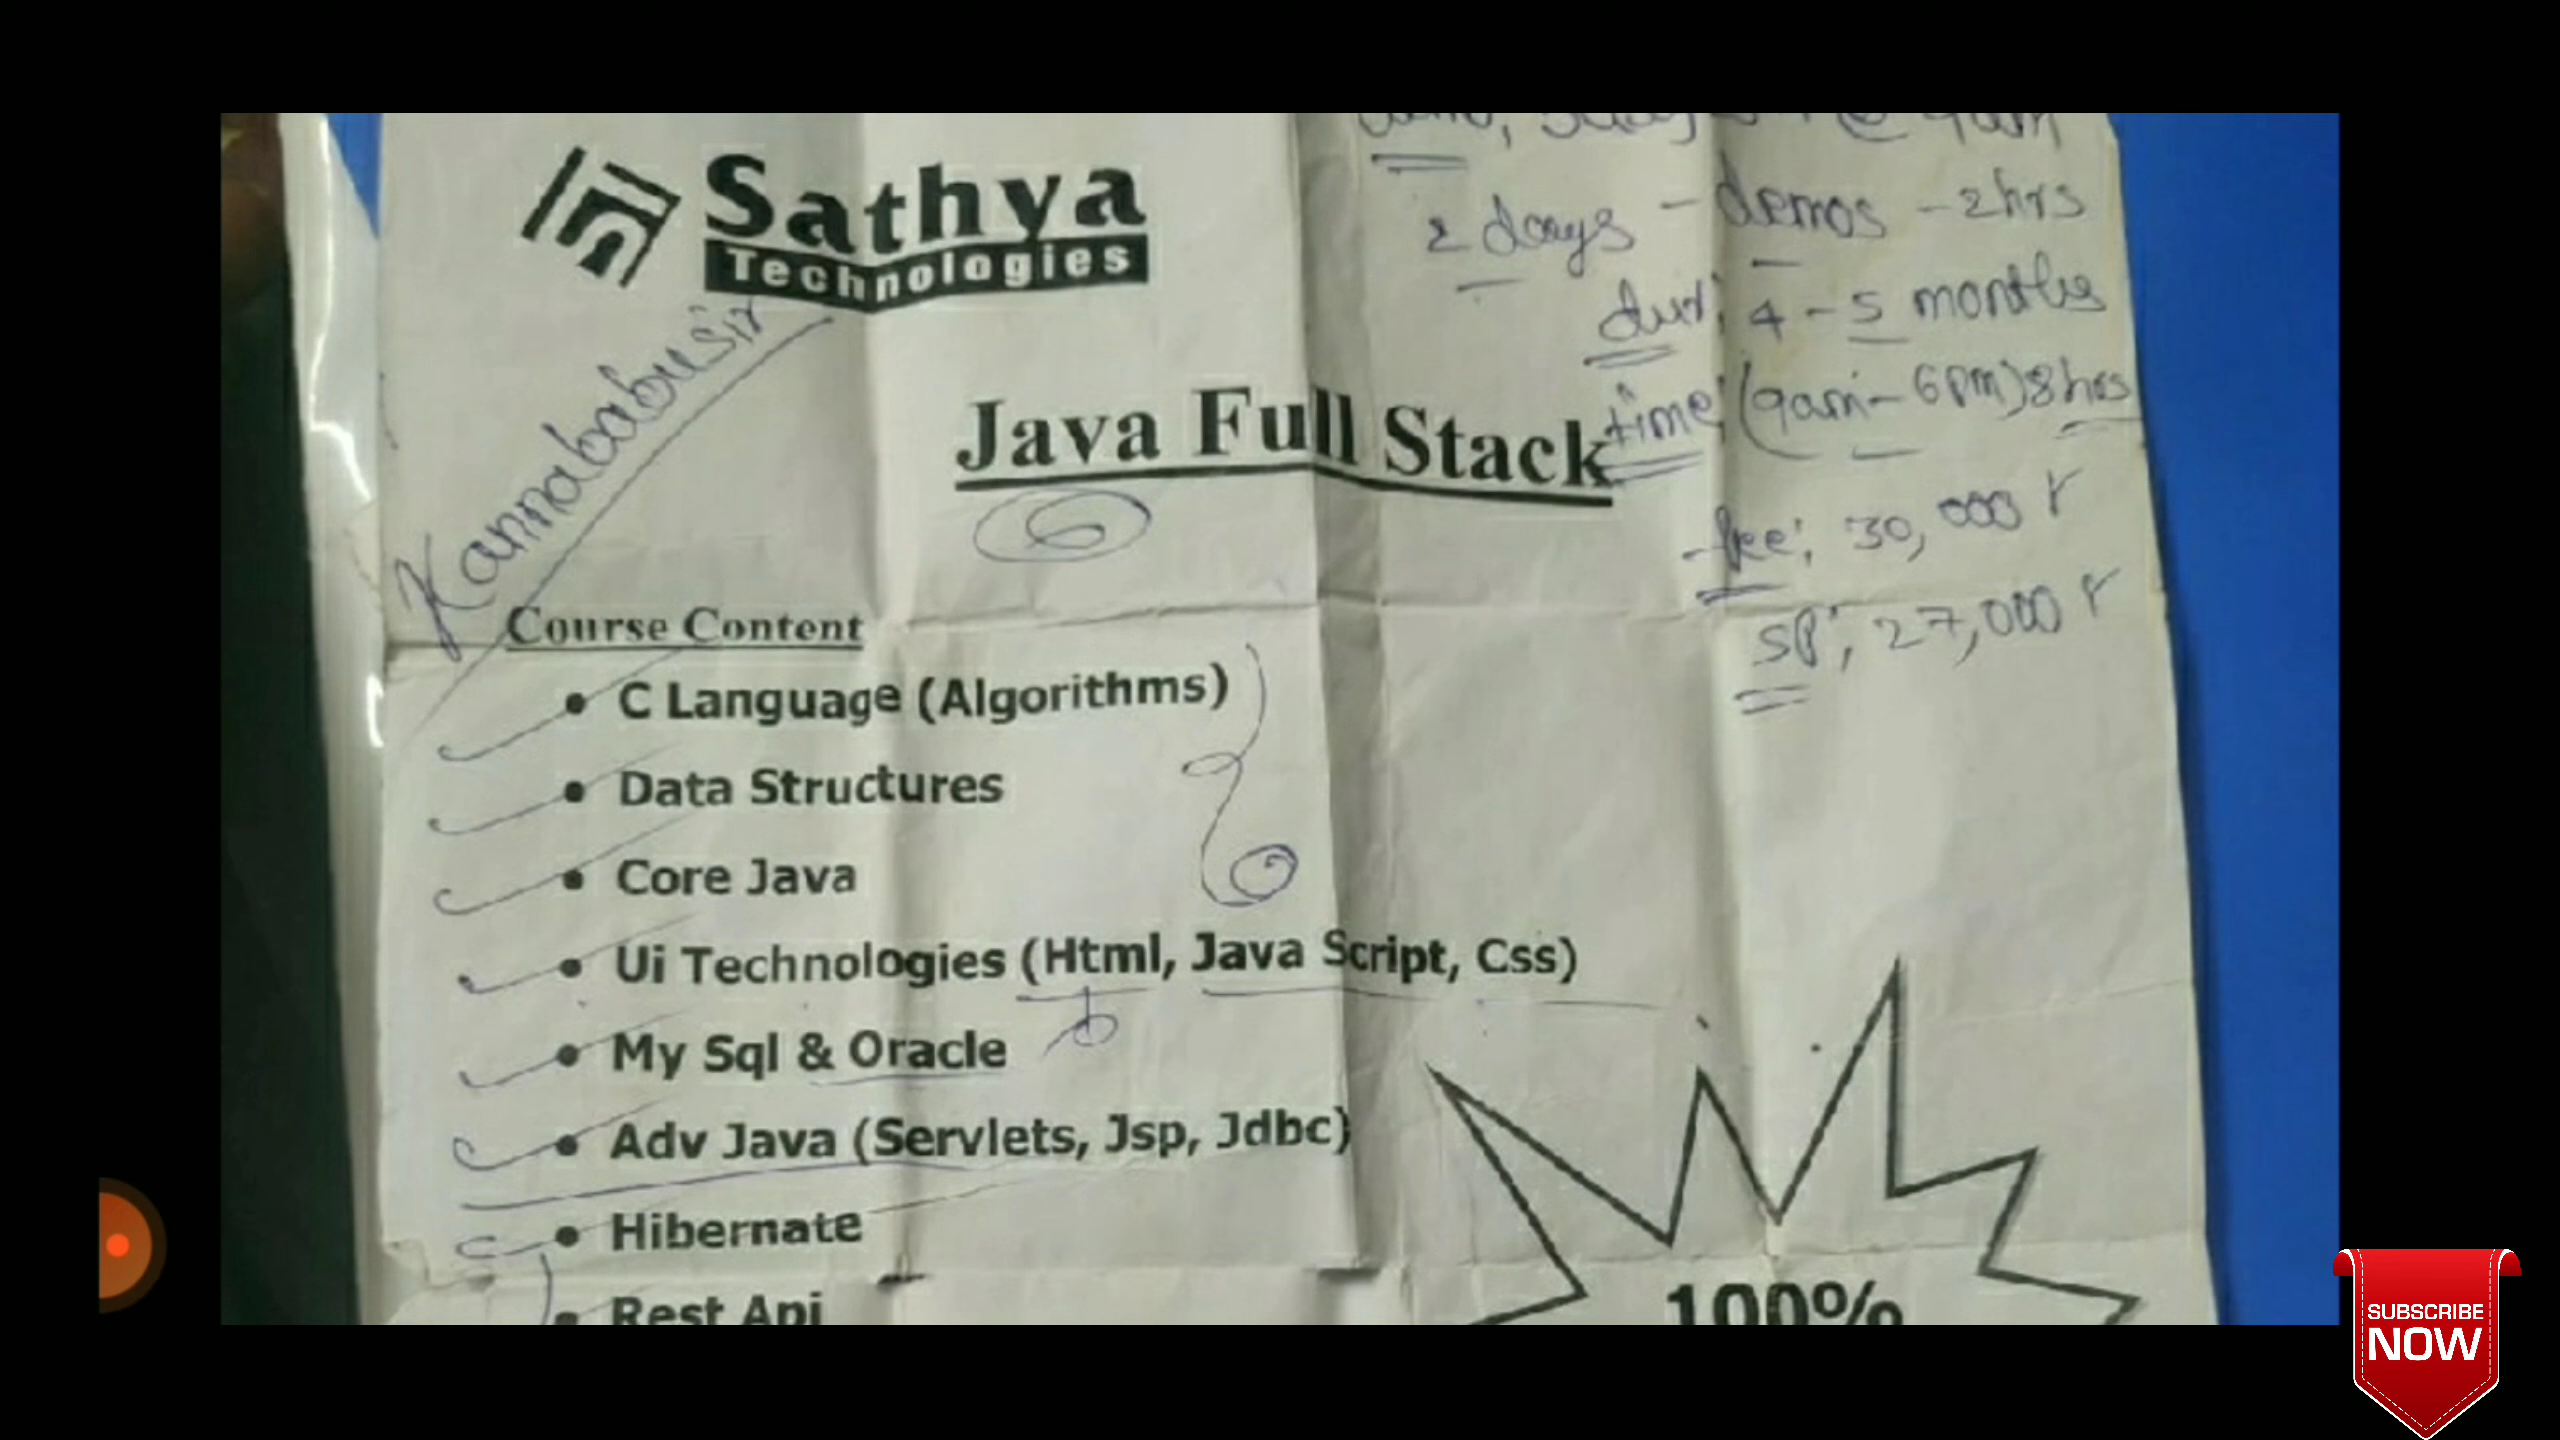 Sathya
Technologies
@ 9am
2 days - demos - 2hrs
dur: 4 - 5 months
time: (9am - 6pm) 8hrs
Java Full Stack
fee: 30,000 r
SP: 27,000 r
Kannababusir
Course Content
• C Language (Algorithms)
• Data Structures
• Core Java
• Ui Technologies (Html, Java Script, Css)
• My Sql & Oracle
• Adv Java (Servlets, Jsp, Jdbc)
• Hibernate
• Rest Api
100%
SUBSCRIBE
NOW